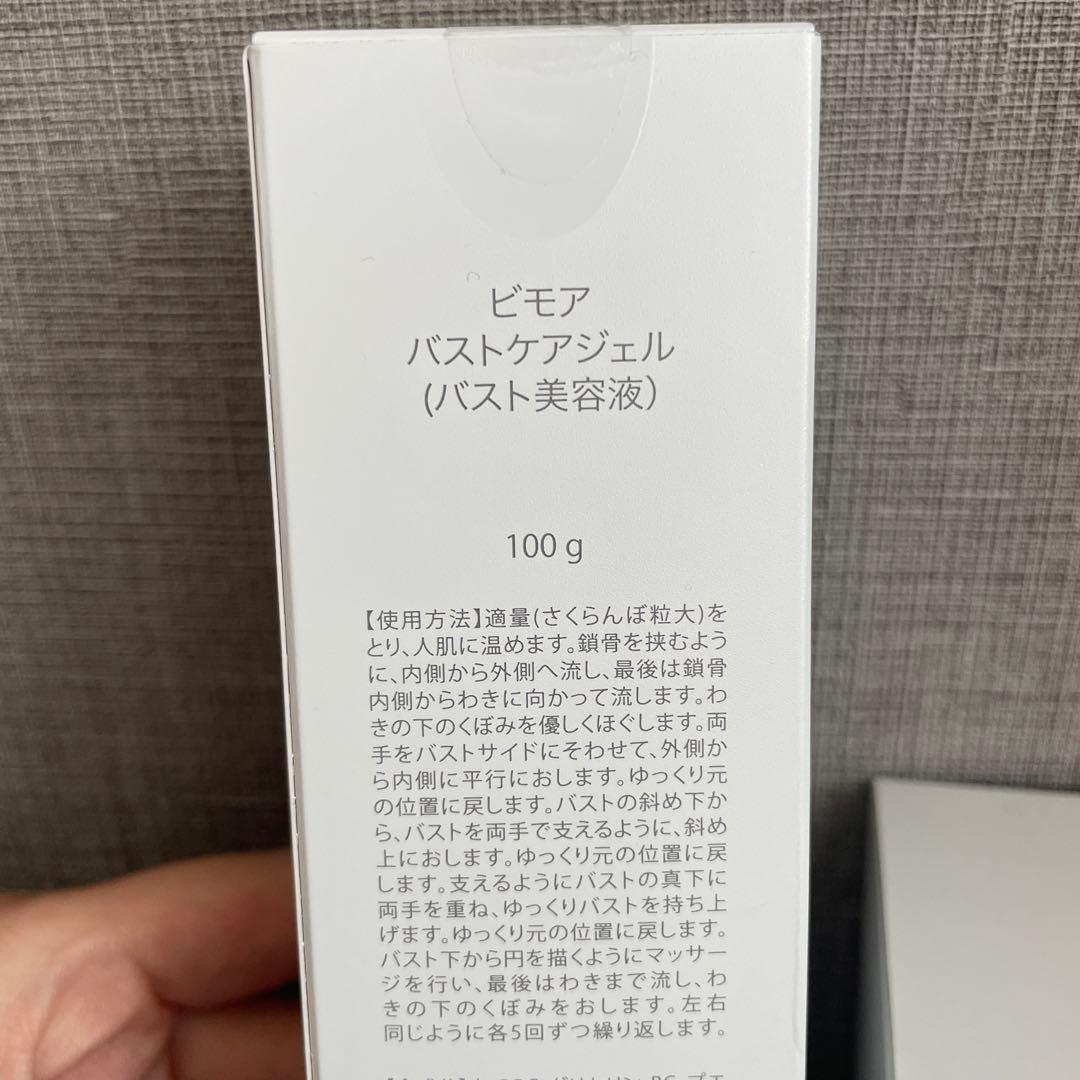 ビモア
バストケアジェル
(バスト美容液）
100 g
【使用方法】適量(さくらんぼ粒大)を
とり、人肌に温めます。鎖骨を挟むよう
に、内側から外側へ流し、最後は鎖骨
内側からわきに向かって流します。わ
きの下のくぼみを優しくほぐします。両
手をバストサイドにそわせて、外側か
ら内側に平行におします。ゆっくり元
の位置に戻します。バストの斜め下か
ら、バストを両手で支えるように、斜め
上におします。ゆっくり元の位置に戻
します。支えるようにバストの真下に
両手を重ね、ゆっくりバストを持ち上
げます。ゆっくり元の位置に戻します。
バスト下から円を描くようにマッサー
ジを行い、最後はわきまで流し、わ
きの下のくぼみをおします。左右
同じように各5回ずつ繰り返します。